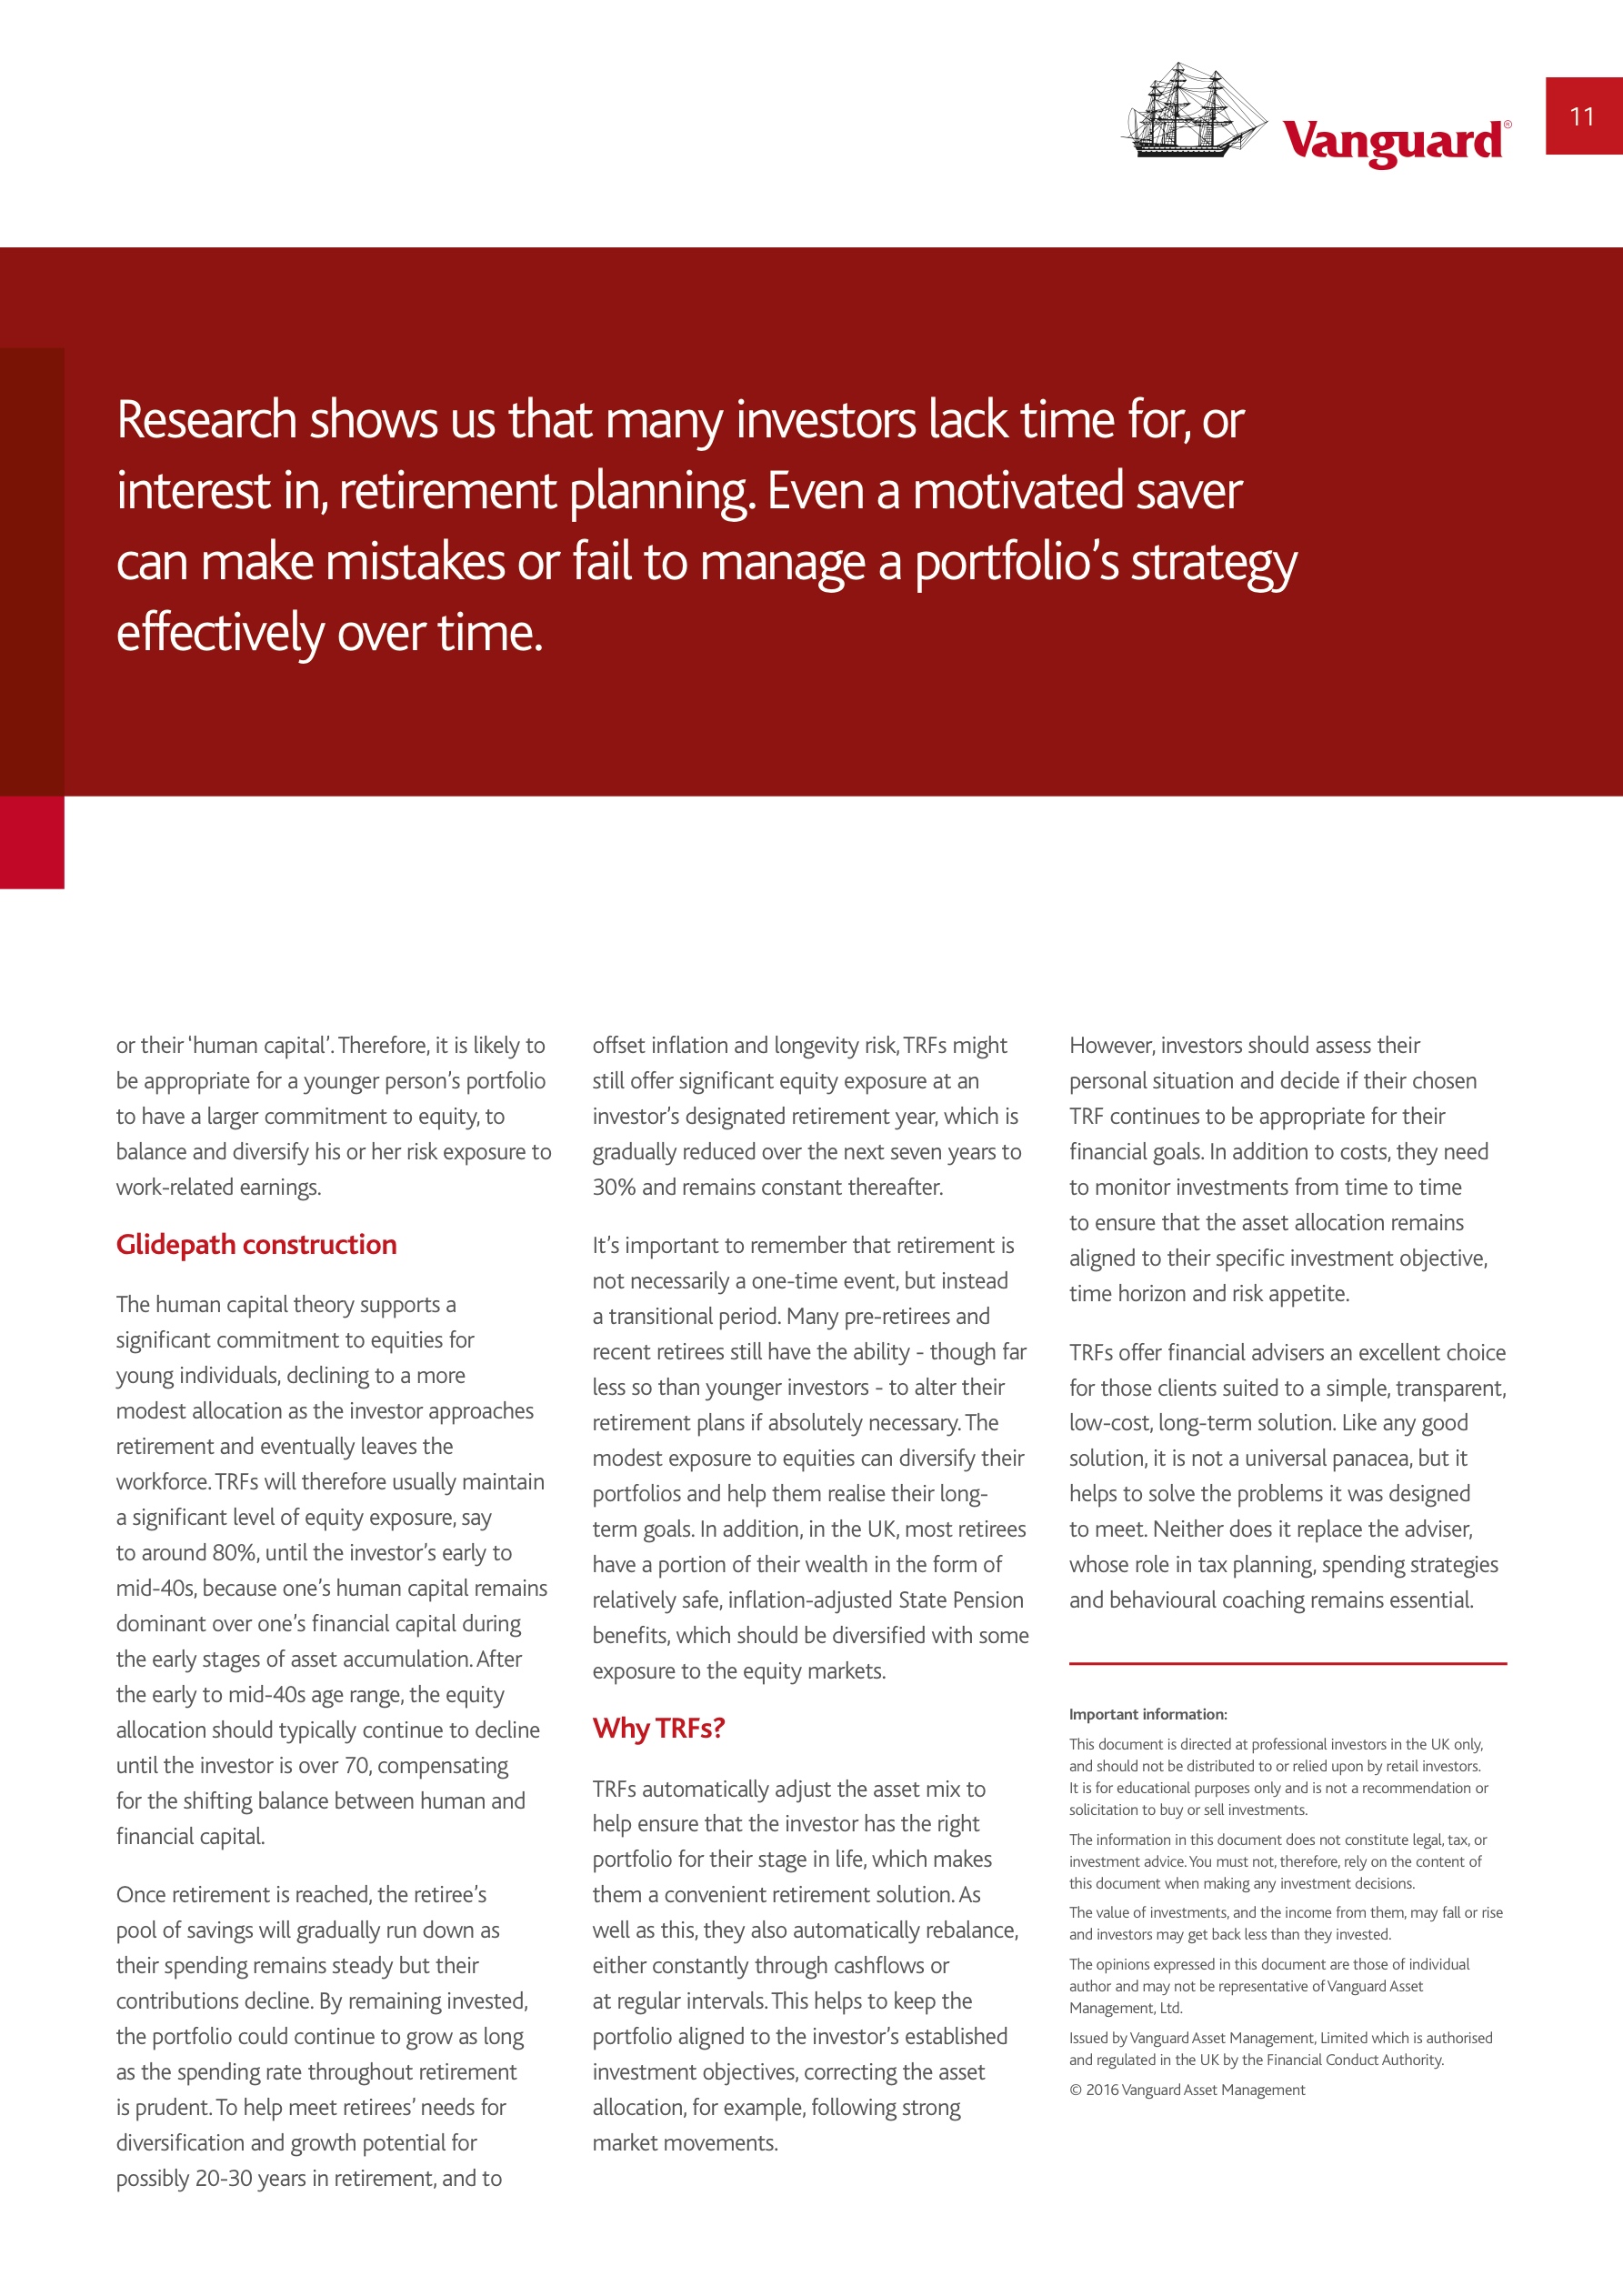 Vanguard®
11
Research shows us that many investors lack time for, or
interest in, retirement planning. Even a motivated saver
can make mistakes or fail to manage a portfolio’s strategy
effectively over time.
or their ‘human capital’. Therefore, it is likely to
be appropriate for a younger person’s portfolio
to have a larger commitment to equity, to
balance and diversify his or her risk exposure to
work-related earnings.
Glidepath construction
The human capital theory supports a
significant commitment to equities for
young individuals, declining to a more
modest allocation as the investor approaches
retirement and eventually leaves the
workforce. TRFs will therefore usually maintain
a significant level of equity exposure, say
to around 80%, until the investor’s early to
mid-40s, because one’s human capital remains
dominant over one’s financial capital during
the early stages of asset accumulation. After
the early to mid-40s age range, the equity
allocation should typically continue to decline
until the investor is over 70, compensating
for the shifting balance between human and
financial capital.
Once retirement is reached, the retiree’s
pool of savings will gradually run down as
their spending remains steady but their
contributions decline. By remaining invested,
the portfolio could continue to grow as long
as the spending rate throughout retirement
is prudent. To help meet retirees’ needs for
diversification and growth potential for
possibly 20-30 years in retirement, and to
offset inflation and longevity risk, TRFs might
still offer significant equity exposure at an
investor’s designated retirement year, which is
gradually reduced over the next seven years to
30% and remains constant thereafter.
It’s important to remember that retirement is
not necessarily a one-time event, but instead
a transitional period. Many pre-retirees and
recent retirees still have the ability - though far
less so than younger investors - to alter their
retirement plans if absolutely necessary. The
modest exposure to equities can diversify their
portfolios and help them realise their long-
term goals. In addition, in the UK, most retirees
have a portion of their wealth in the form of
relatively safe, inflation-adjusted State Pension
benefits, which should be diversified with some
exposure to the equity markets.
Why TRFs?
TRFs automatically adjust the asset mix to
help ensure that the investor has the right
portfolio for their stage in life, which makes
them a convenient retirement solution. As
well as this, they also automatically rebalance,
either constantly through cashflows or
at regular intervals. This helps to keep the
portfolio aligned to the investor’s established
investment objectives, correcting the asset
allocation, for example, following strong
market movements.
However, investors should assess their
personal situation and decide if their chosen
TRF continues to be appropriate for their
financial goals. In addition to costs, they need
to monitor investments from time to time
to ensure that the asset allocation remains
aligned to their specific investment objective,
time horizon and risk appetite.
TRFs offer financial advisers an excellent choice
for those clients suited to a simple, transparent,
low-cost, long-term solution. Like any good
solution, it is not a universal panacea, but it
helps to solve the problems it was designed
to meet. Neither does it replace the adviser,
whose role in tax planning, spending strategies
and behavioural coaching remains essential.
Important information:
This document is directed at professional investors in the UK only,
and should not be distributed to or relied upon by retail investors.
It is for educational purposes only and is not a recommendation or
solicitation to buy or sell investments.
The information in this document does not constitute legal, tax, or
investment advice. You must not, therefore, rely on the content of
this document when making any investment decisions.
The value of investments, and the income from them, may fall or rise
and investors may get back less than they invested.
The opinions expressed in this document are those of individual
author and may not be representative of Vanguard Asset
Management, Ltd.
Issued by Vanguard Asset Management, Limited which is authorised
and regulated in the UK by the Financial Conduct Authority.
© 2016 Vanguard Asset Management